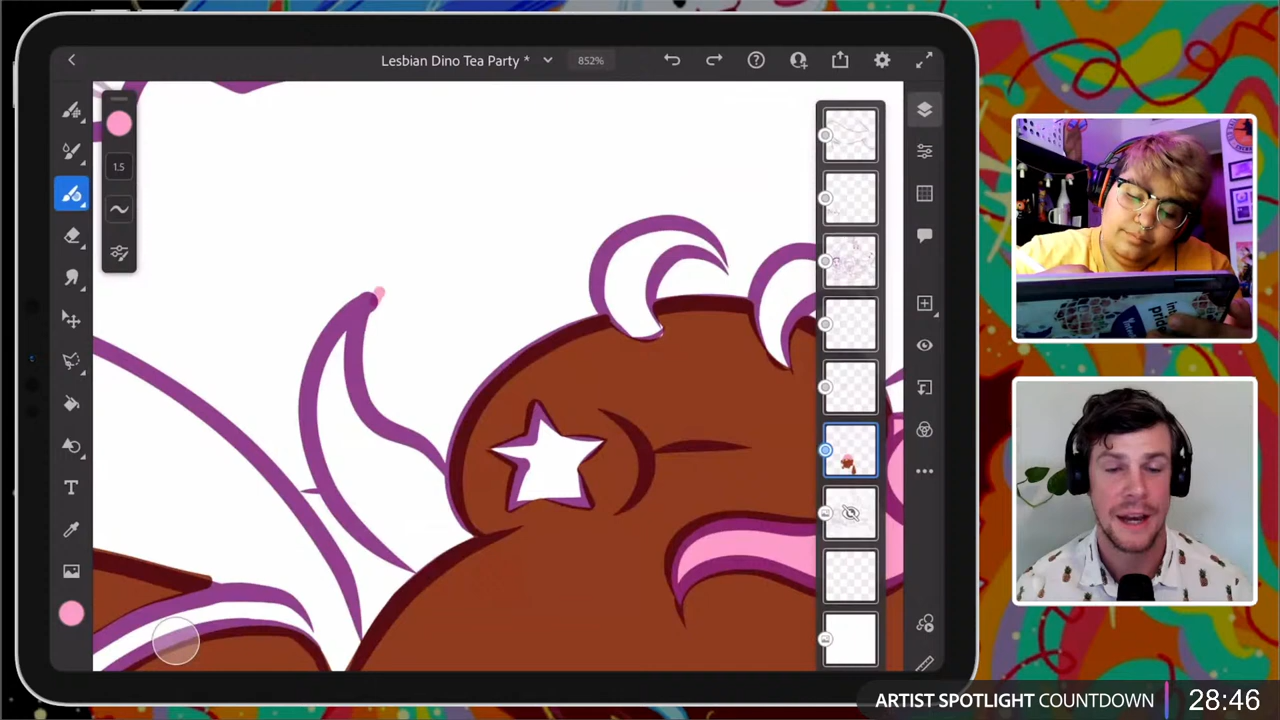 Lesbian Dino Tea Party *
852%
1.5
T
ARTIST SPOTLIGHT COUNTDOWN
28:46